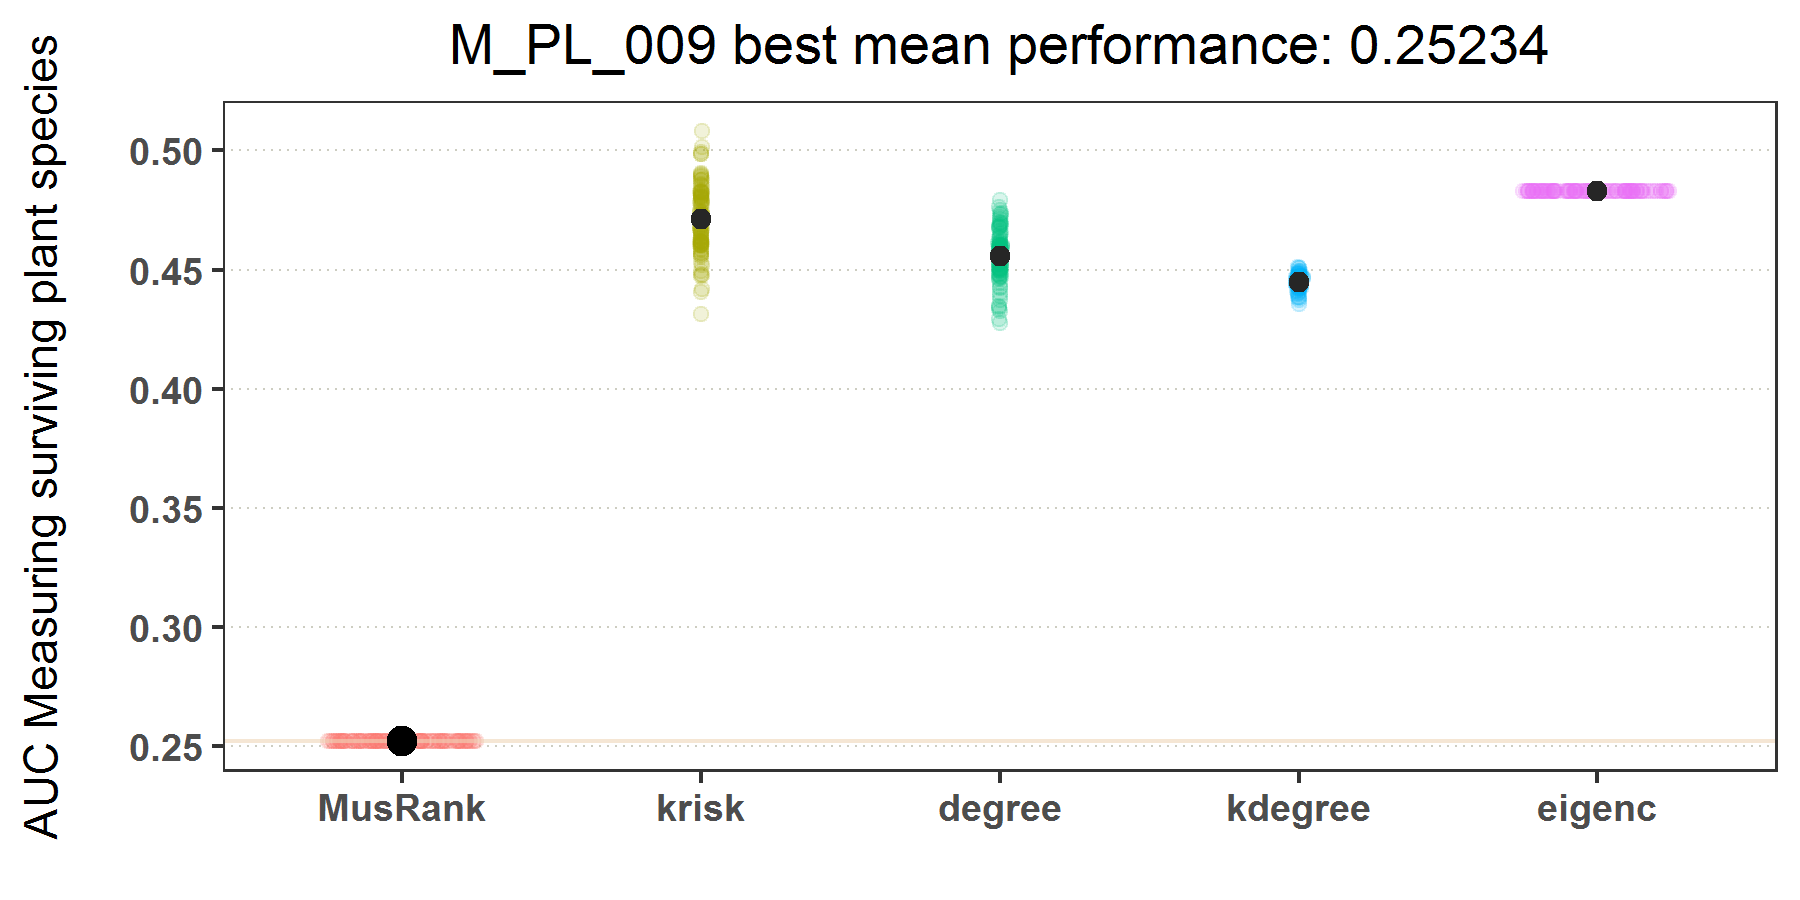 M_PL_009 best mean performance: 0.25234
AUC Measuring surviving plant species
0.50
0.45
0.40
0.35
0.30
0.25
MusRank krisk degree kdegree eigenc